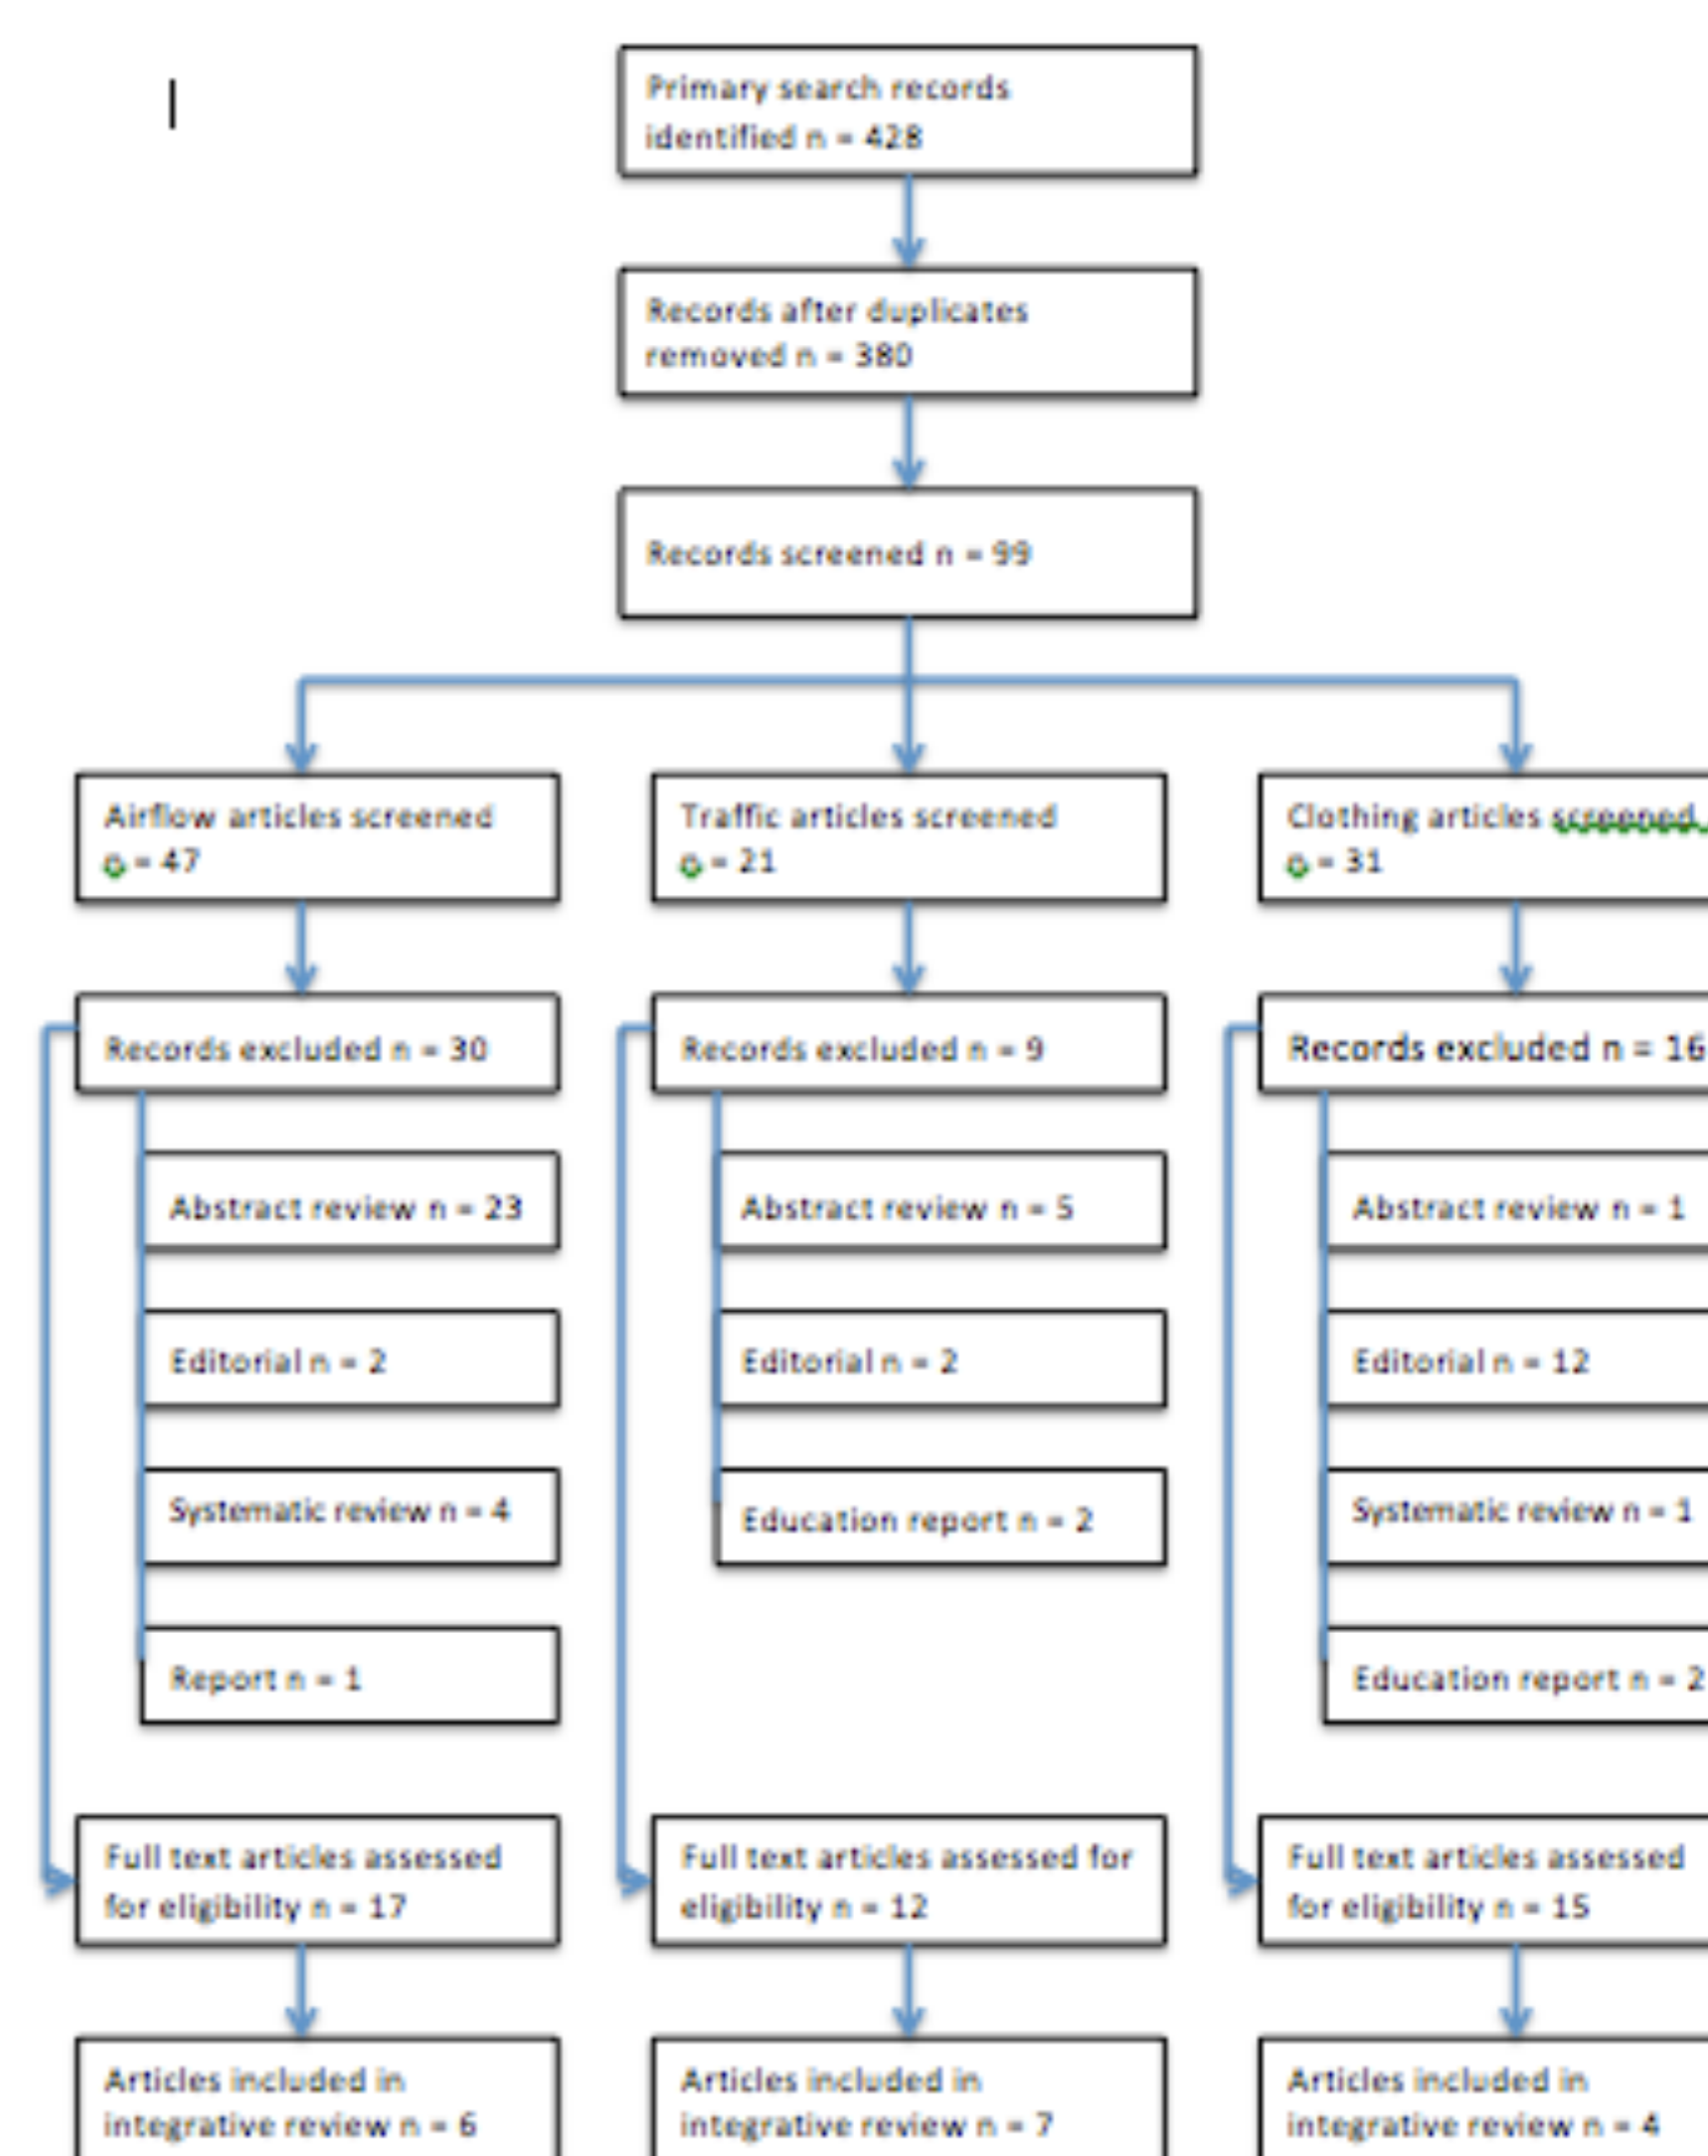 Primary search records
identified n = 428
Records after duplicates
removed n = 380
Records screened n = 99
Airflow articles screened
n = 47
Traffic articles screened
n = 21
Clothing articles screened
n = 31
Records excluded n = 30
Records excluded n = 9
Records excluded n = 16
Abstract review n = 23
Abstract review n = 5
Abstract review n = 1
Editorial n = 2
Editorial n = 2
Editorial n = 12
Systematic review n = 4
Education report n = 2
Systematic review n = 1
Report n = 1
Education report n = 2
Full text articles assessed
for eligibility n = 17
Full text articles assessed for
eligibility n = 12
Full text articles assessed
for eligibility n = 15
Articles included in
integrative review n = 6
Articles included in
integrative review n = 7
Articles included in
integrative review n = 4